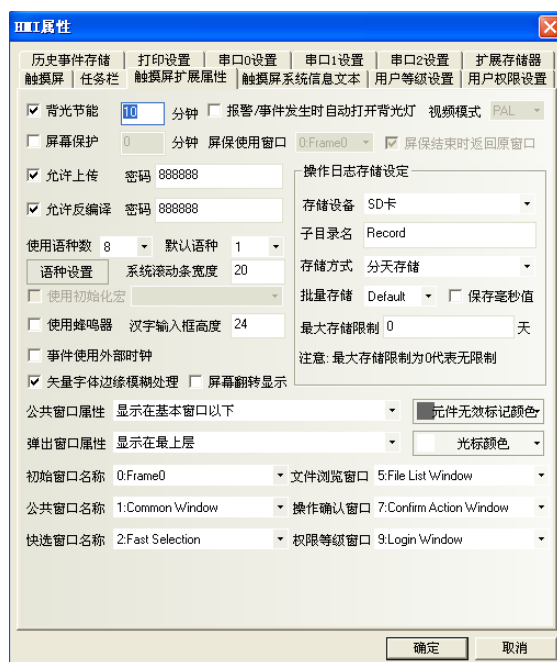 HMI属性
历史事件存储 打印设置 串口0设置 串口1设置 串口2设置 扩展存储器
触摸屏 任务栏 触摸屏扩展属性 触摸屏系统信息文本 用户等级设置 用户权限设置
背光节能 10 分钟 报警/事件发生时自动打开背光灯 视频模式 PAL
屏幕保护 0 分钟 屏保使用窗口 0:Frame0 屏保结束时返回原窗口
允许上传 密码 888888
允许反编译 密码 888888
使用语种数 8 默认语种 1
语种设置 系统滚动条宽度 20
使用初始化宏
使用蜂鸣器 汉字输入框高度 24
事件使用外部时钟
矢量字体边缘模糊处理 屏幕翻转显示
操作日志存储设定
存储设备 SD卡
子目录名 Record
存储方式 分天存储
批量存储 Default 保存毫秒值
最大存储限制 0 天
注意: 最大存储限制为0代表无限制
公共窗口属性 显示在基本窗口以下 元件无效标记颜色
弹出窗口属性 显示在最上层 光标颜色
初始窗口名称 0:Frame0 文件浏览窗口 5:File List Window
公共窗口名称 1:Common Window 操作确认窗口 7:Confirm Action Window
快选窗口名称 2:Fast Selection 权限等级窗口 9:Login Window
确定 取消